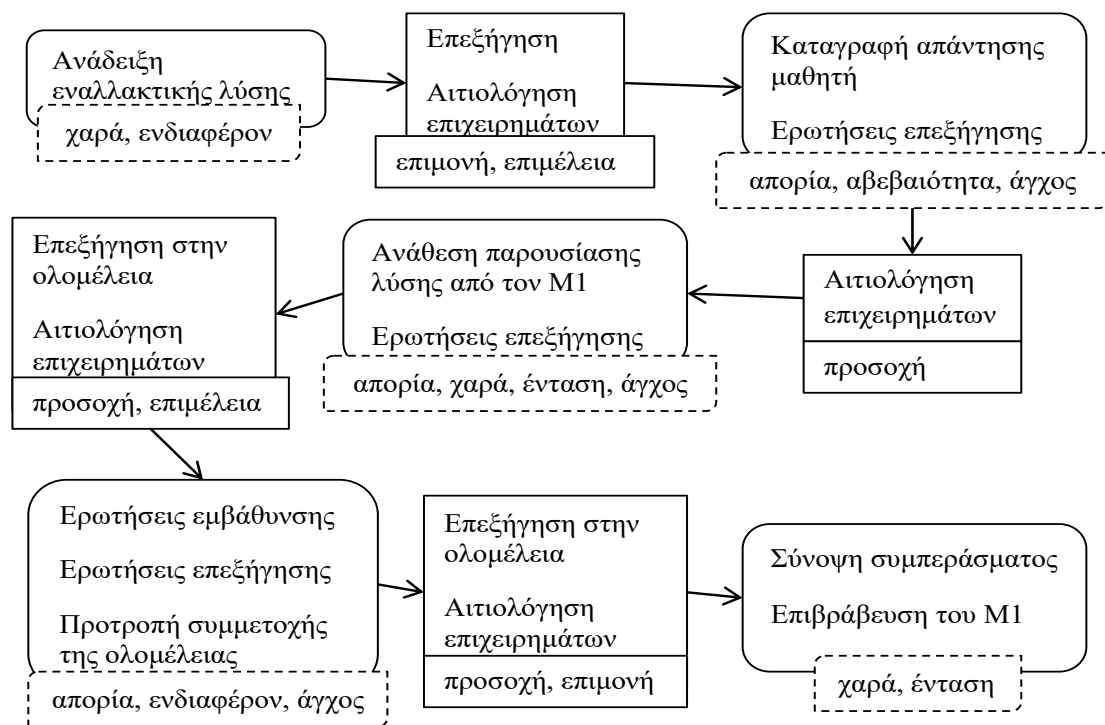 Ανάδειξη
εναλλακτικής λύσης
χαρά, ενδιαφέρον
Επεξήγηση
Αιτιολόγηση
επιχειρημάτων
επιμονή, επιμέλεια
Καταγραφή απάντησης
μαθητή
Ερωτήσεις επεξήγησης
απορία, αβεβαιότητα, άγχος
Αιτιολόγηση
επιχειρημάτων
προσοχή
Ανάθεση παρουσίασης
λύσης από τον Μ1
Ερωτήσεις επεξήγησης
απορία, χαρά, ένταση, άγχος
Επεξήγηση στην
ολομέλεια
Αιτιολόγηση
επιχειρημάτων
προσοχή, επιμέλεια
Ερωτήσεις εμβάθυνσης
Ερωτήσεις επεξήγησης
Προτροπή συμμετοχής
της ολομέλειας
απορία, ενδιαφέρον, άγχος
Επεξήγηση στην
ολομέλεια
Αιτιολόγηση
επιχειρημάτων
προσοχή, επιμονή
Σύνοψη συμπεράσματος
Επιβράβευση του Μ1
χαρά, ένταση